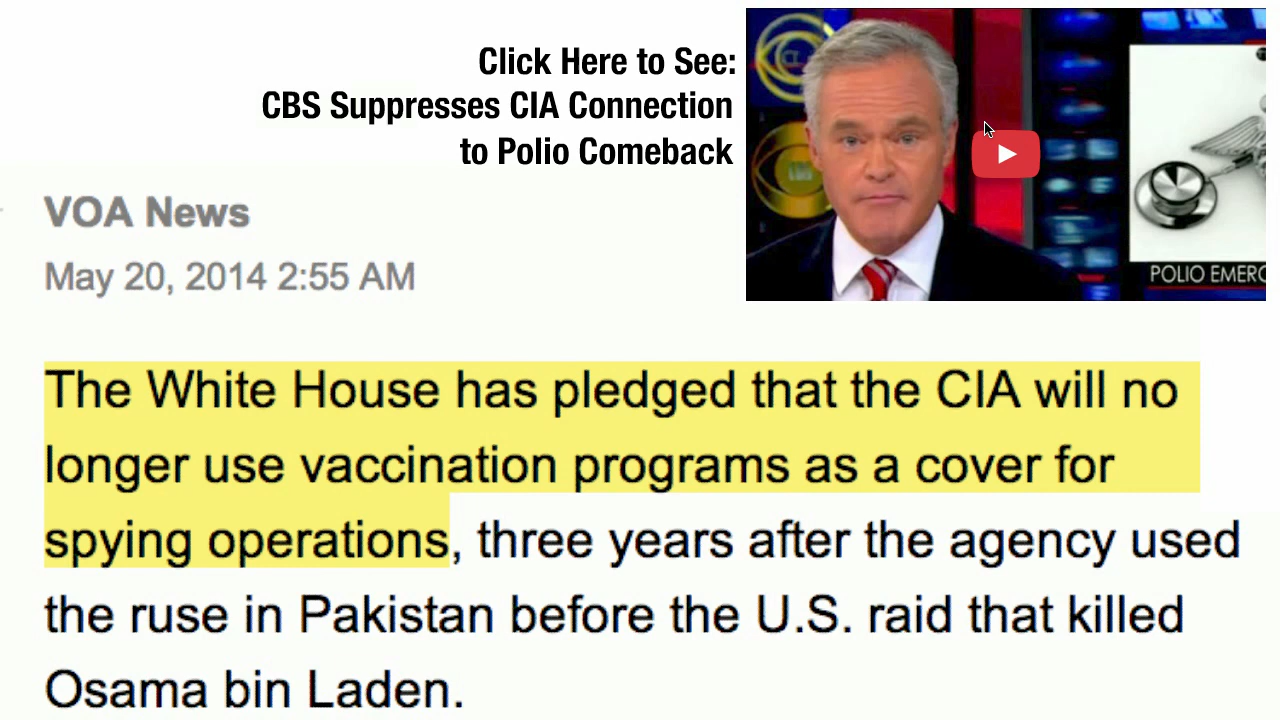 Click Here to See:
CBS Suppresses CIA Connection
to Polio Comeback
POLIO EMERG
VOA News
May 20, 2014 2:55 AM
The White House has pledged that the CIA will no
longer use vaccination programs as a cover for
spying operations, three years after the agency used
the ruse in Pakistan before the U.S. raid that killed
Osama bin Laden.